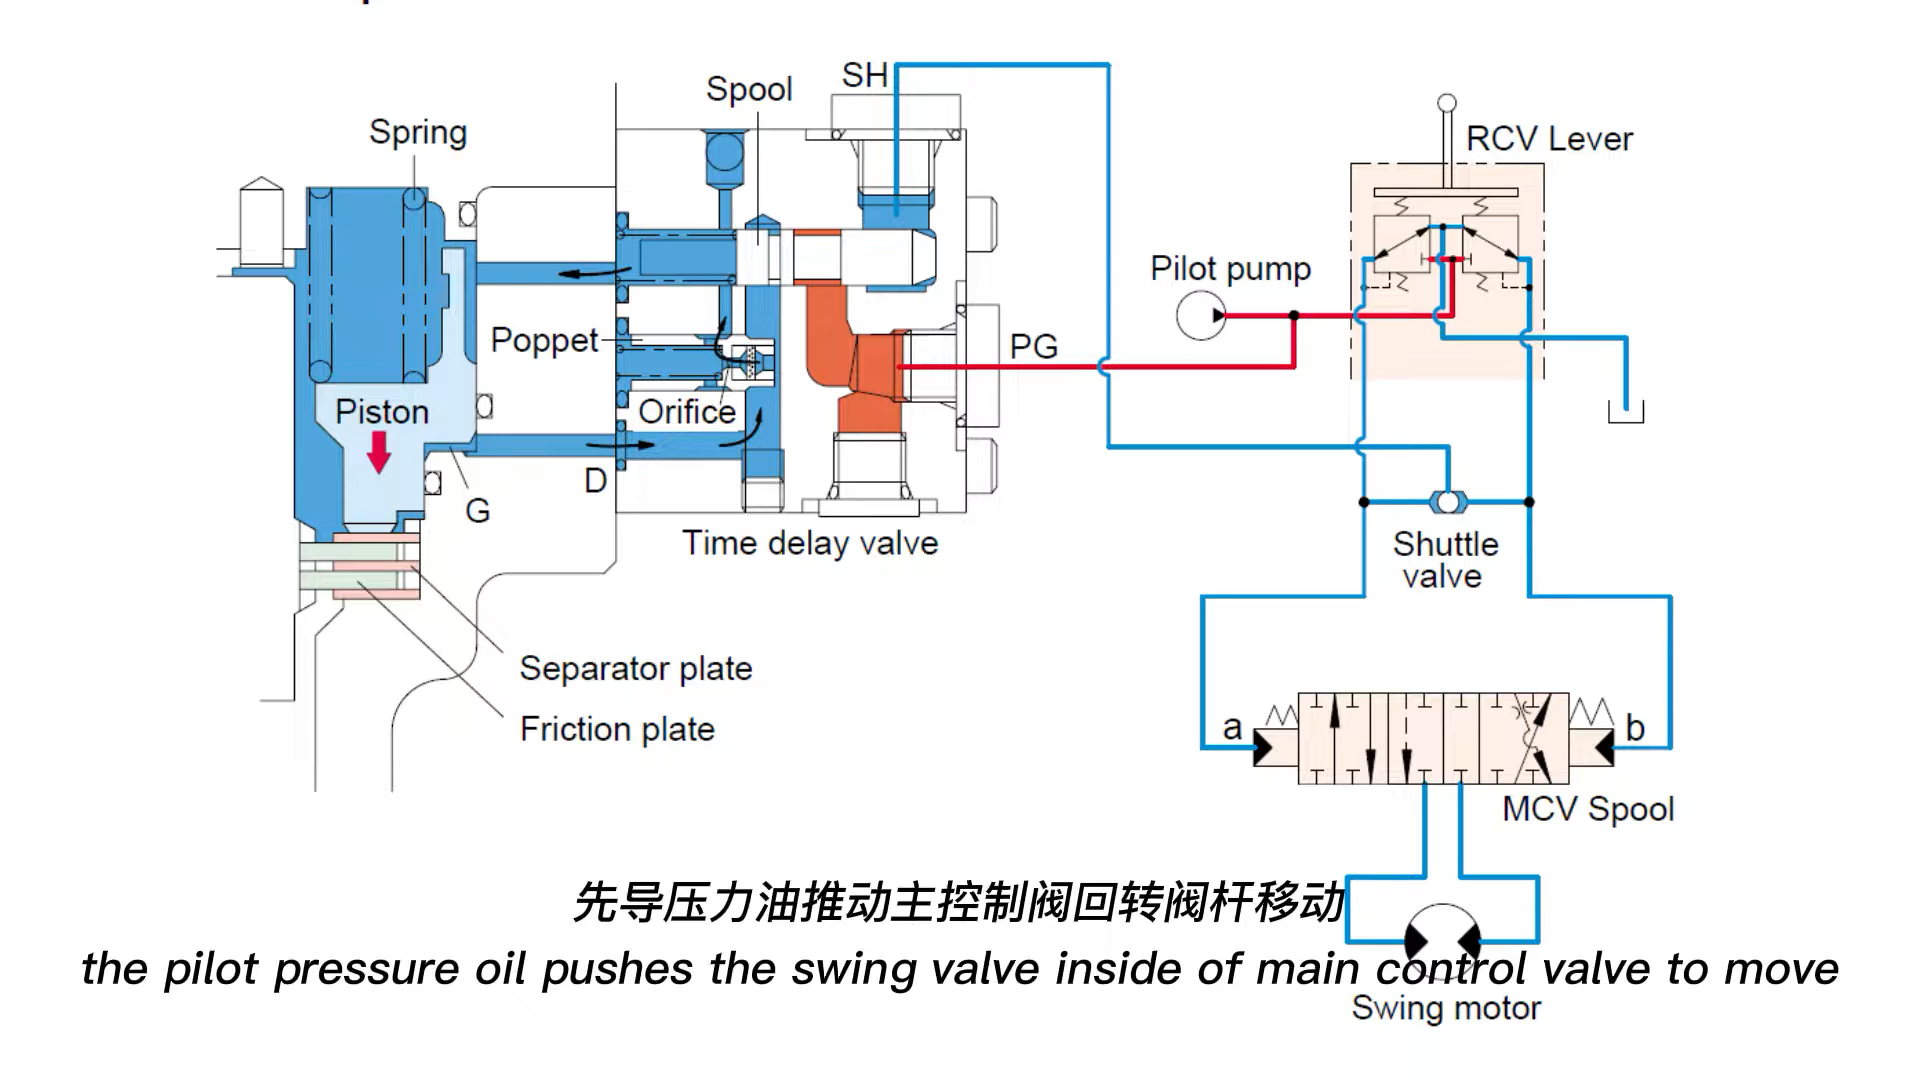 SH
Spool
Spring
RCV Lever
Pilot pump
Poppet
PG
Piston
Orifice
D
G
Time delay valve
Shuttle
valve
Separator plate
Friction plate
a
b
MCV Spool
先导压力油推动主控制阀回转阀杆移动
the pilot pressure oil pushes the swing valve inside of main control valve to move
Swing motor